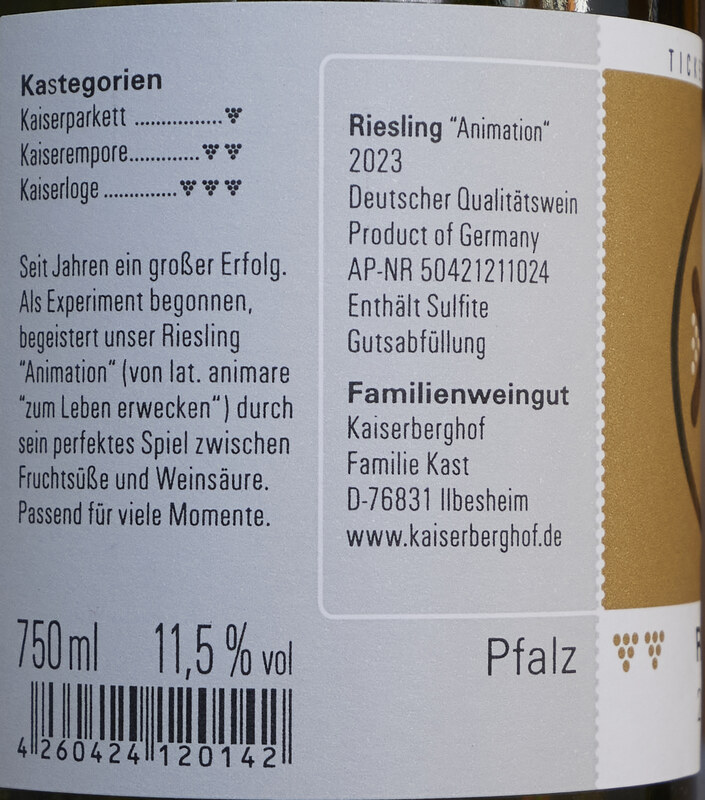 Kastegorien
Kaiserparkett ................
Kaiserempore.............
Kaiserloge ..............
Seit Jahren ein großer Erfolg.
Als Experiment begonnen,
begeistert unser Riesling
“Animation“ (von lat. animare
“zum Leben erwecken“) durch
sein perfektes Spiel zwischen
Fruchtsüße und Weinsäure.
Passend für viele Momente.
750 ml 11,5 % vol
4 260424 120142
Riesling “Animation“
2023
Deutscher Qualitätswein
Product of Germany
AP-NR 50421211024
Enthält Sulfite
Gutsabfüllung
Familienweingut
Kaiserberghof
Familie Kast
D-76831 Ilbesheim
www.kaiserberghof.de
Pfalz